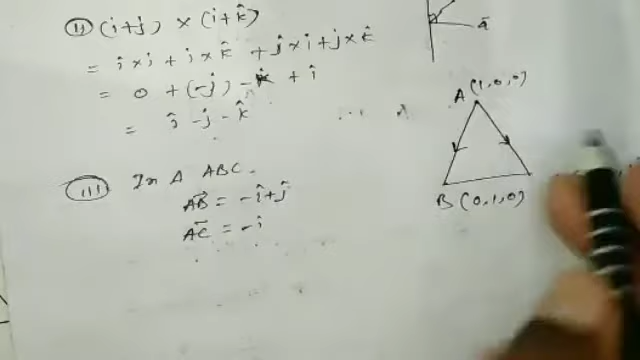 ii) (i+j) × (i+k̂)
= i×i + i×k̂ + j×i + j×k̂
= 0 + (-j) - k̂ + î
= î - j - k̂
iii) In Δ ABC.
AB = -î+ĵ
AC = -î
ā
A(1,0,0)
B(0,1,0)